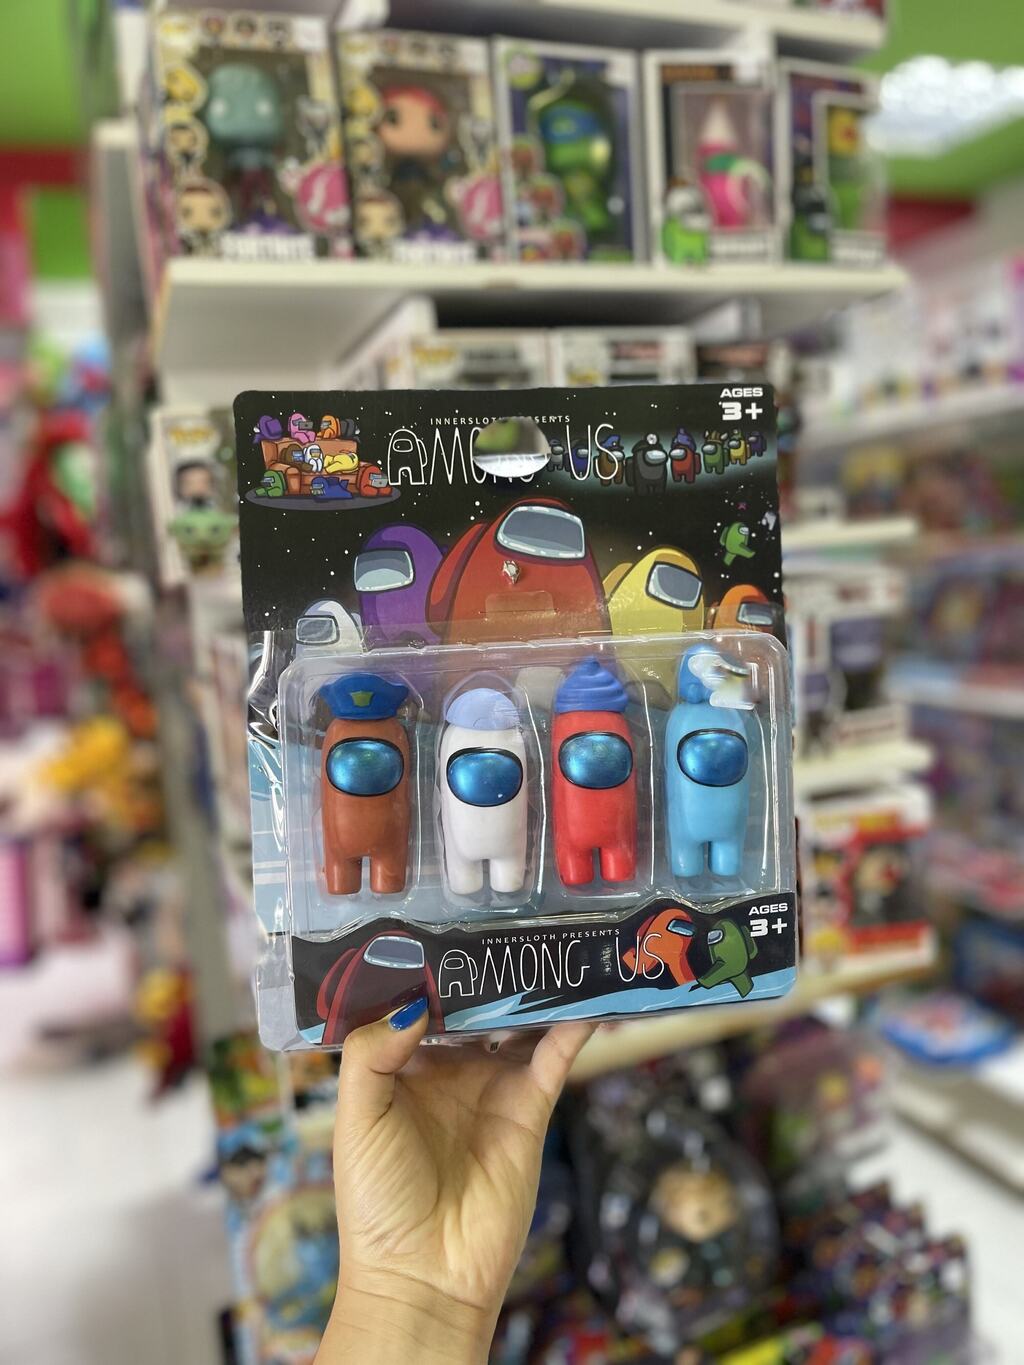 AGES
3+
INNERSLOTH PRESENTS
AMONG US
AGES
3+
INNERSLOTH PRESENTS
AMONG US